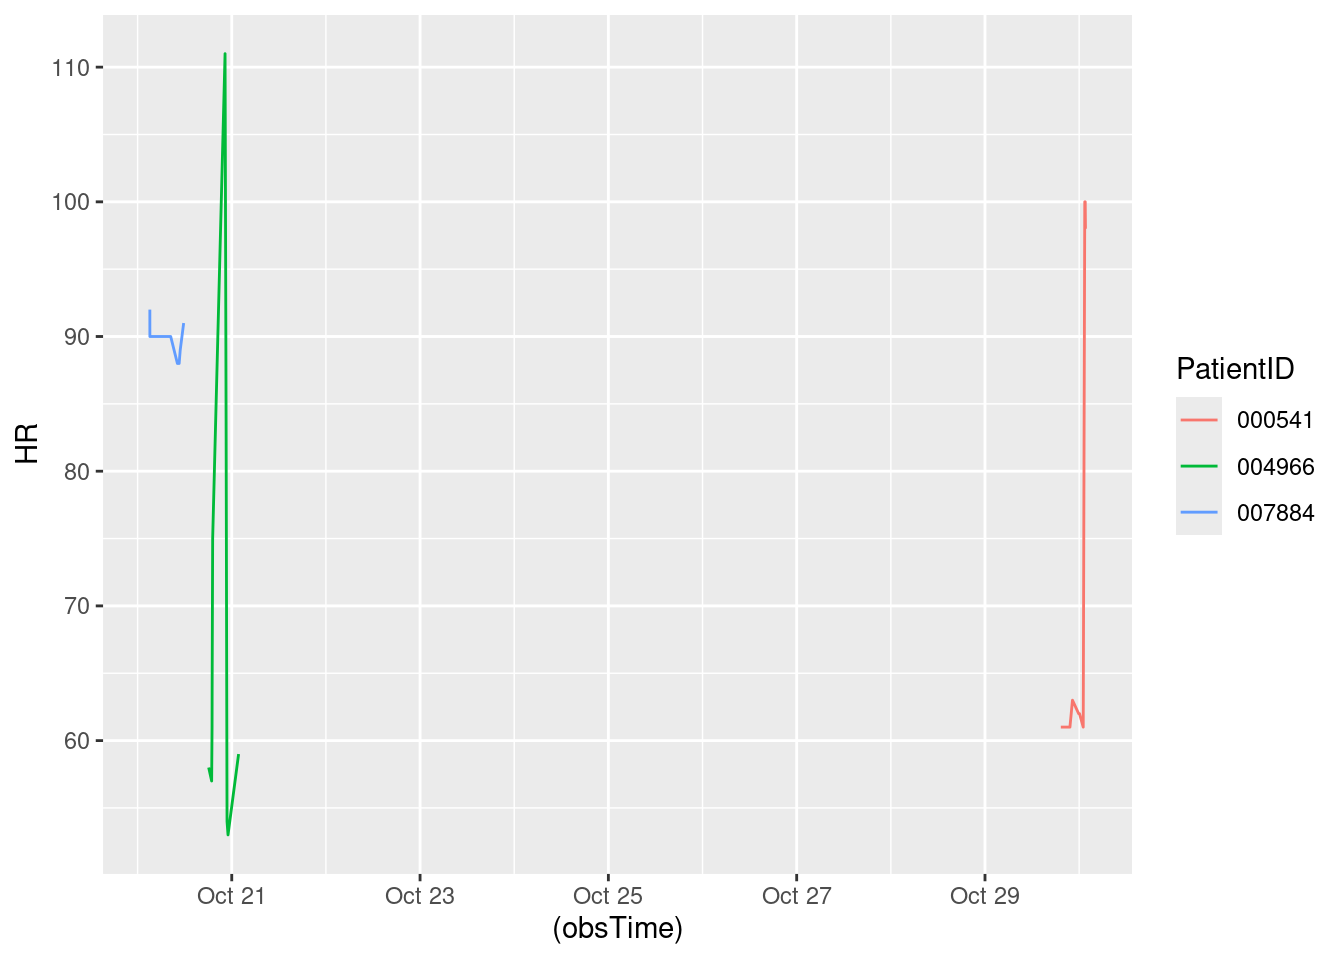 110
100
90
80
70
60
HR
Oct 21
Oct 23
Oct 25
Oct 27
Oct 29
(obsTime)
PatientID
000541
004966
007884